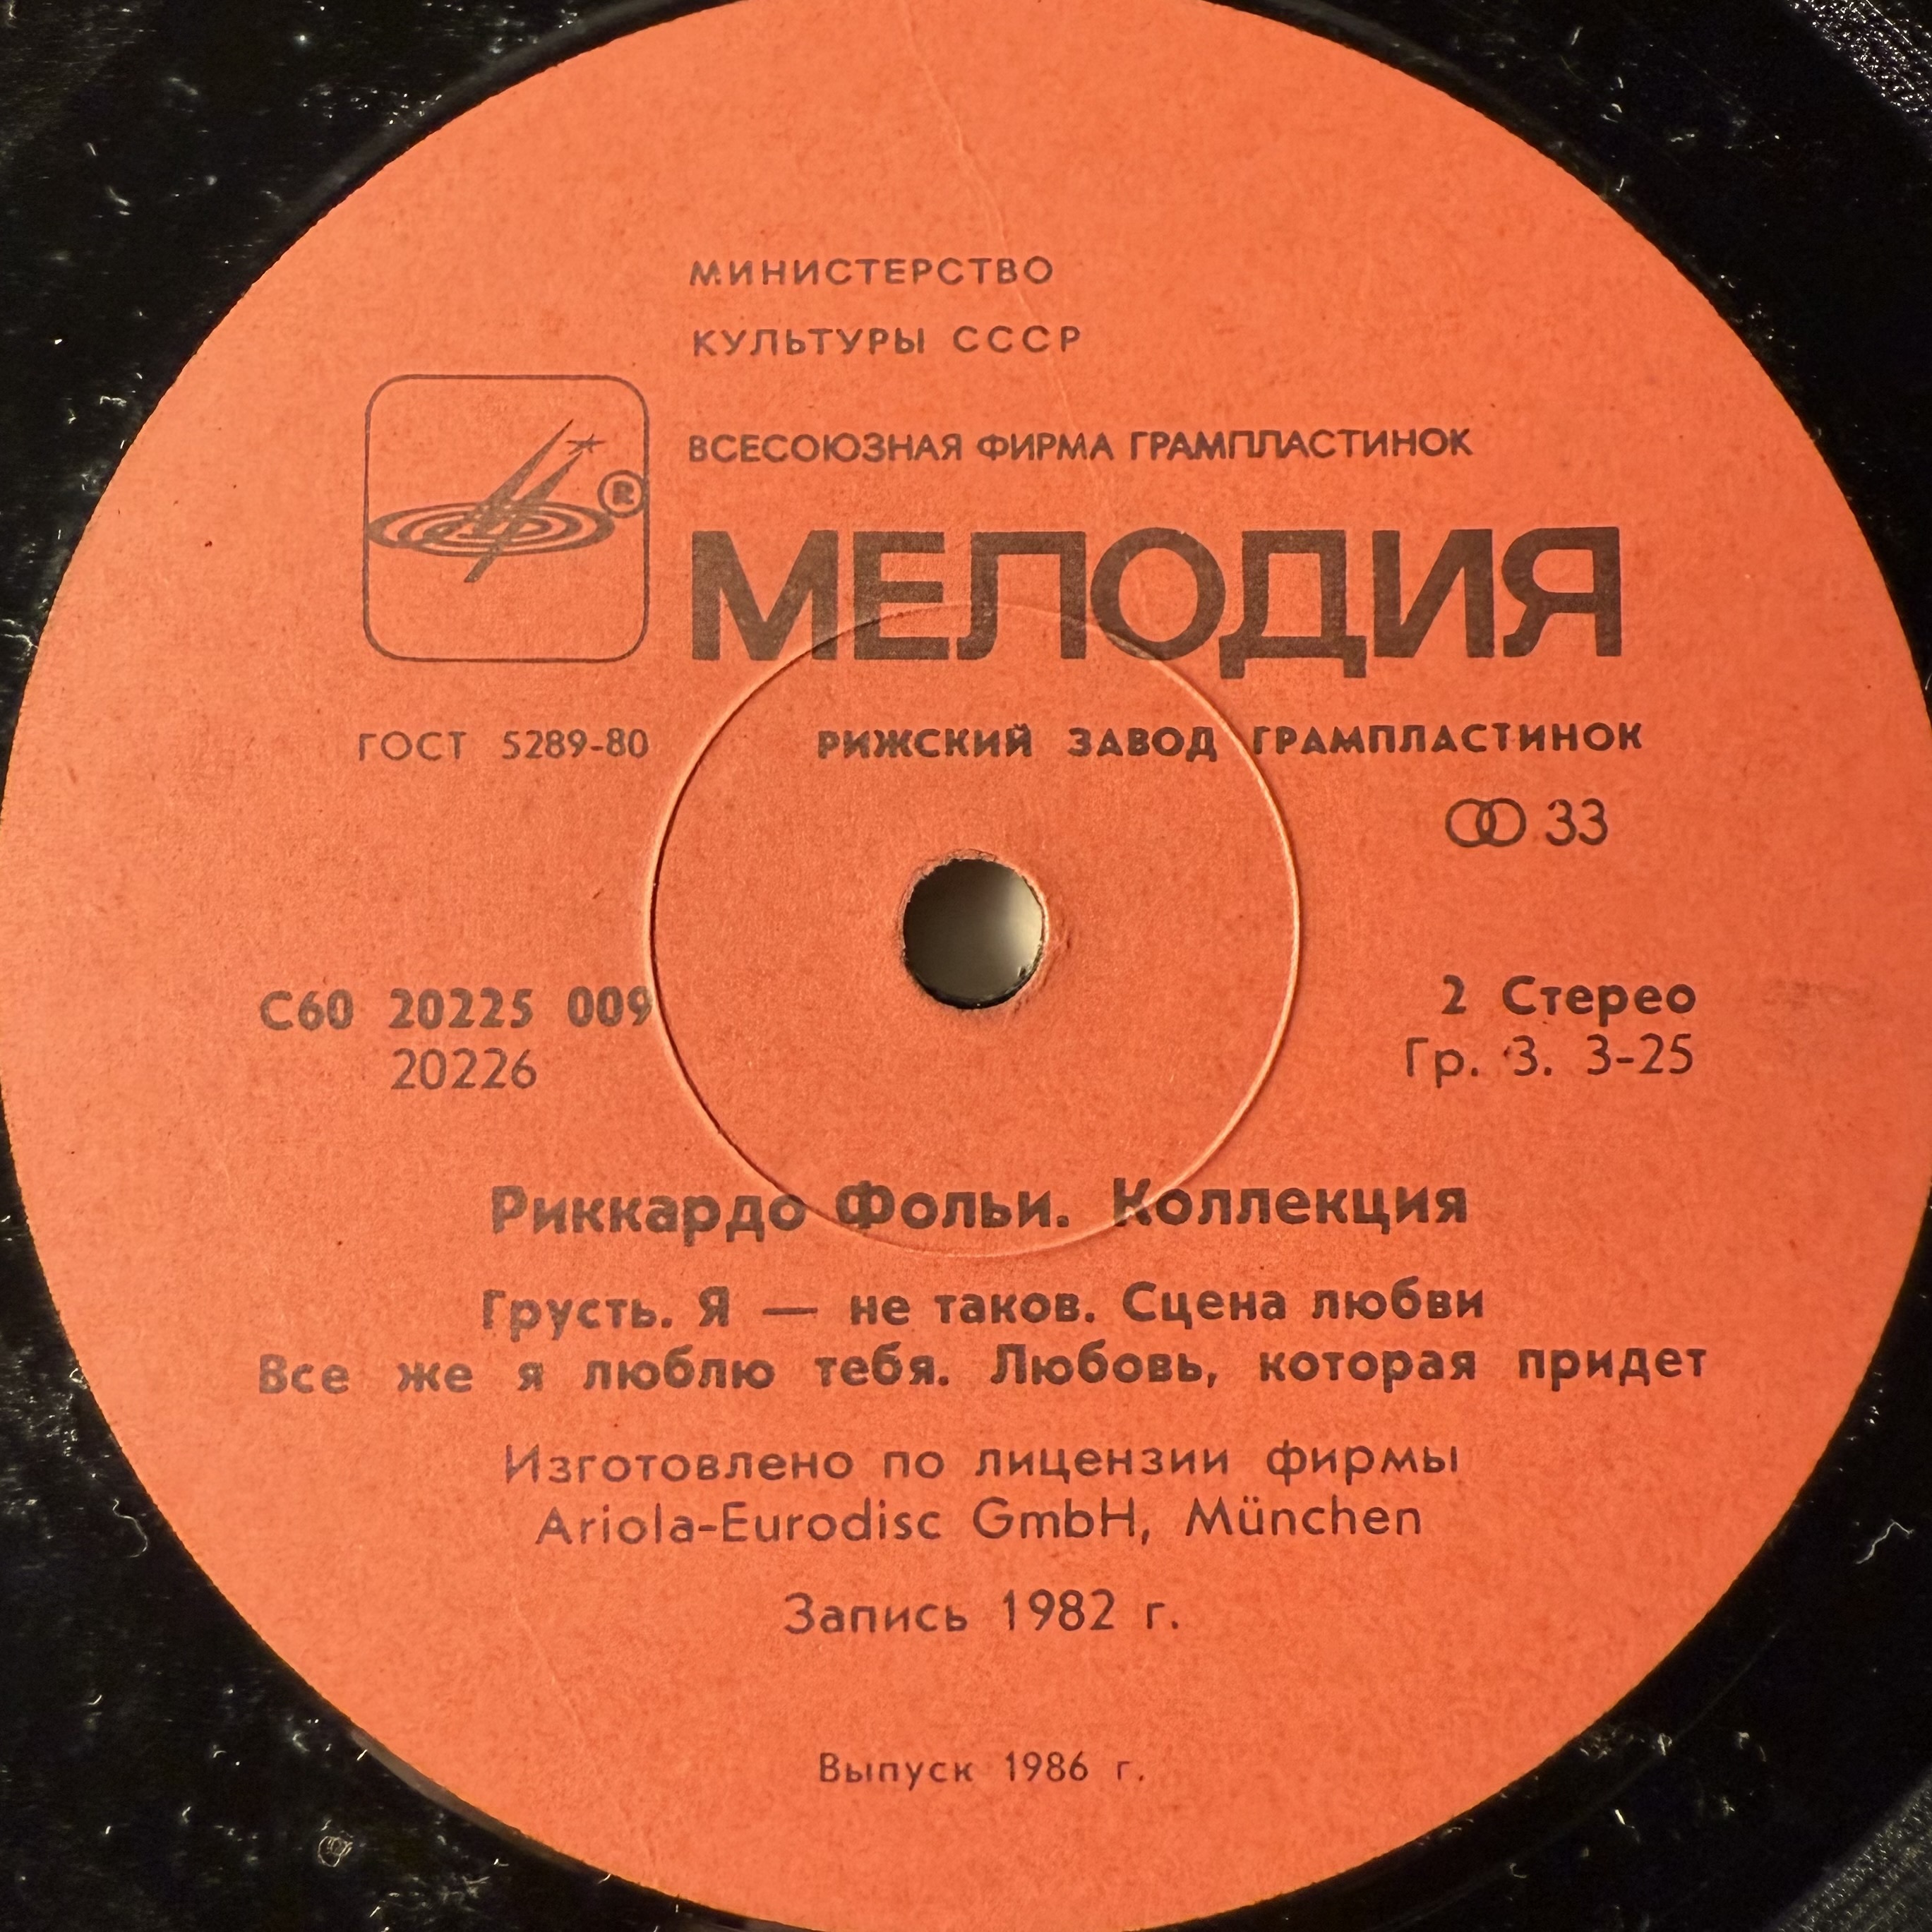 МИНИСТЕРСТВО
КУЛЬТУРЫ СССР
ВСЕСОЮЗНАЯ ФИРМА ГРАМПЛАСТИНОК
®
МЕЛОДИЯ
ГОСТ 5289-80
РИЖСКИЙ ЗАВОД ГРАМПЛАСТИНОК
33
С60 20225 009
20226
2 Стерео
Гр. 3. 3-25
Риккардо Фольи. Коллекция
Грусть. Я — не таков. Сцена любви
Все же я люблю тебя. Любовь, которая придет
Изготовлено по лицензии фирмы
Ariola-Eurodisc GmbH, München
Запись 1982 г.
Выпуск 1986 г.